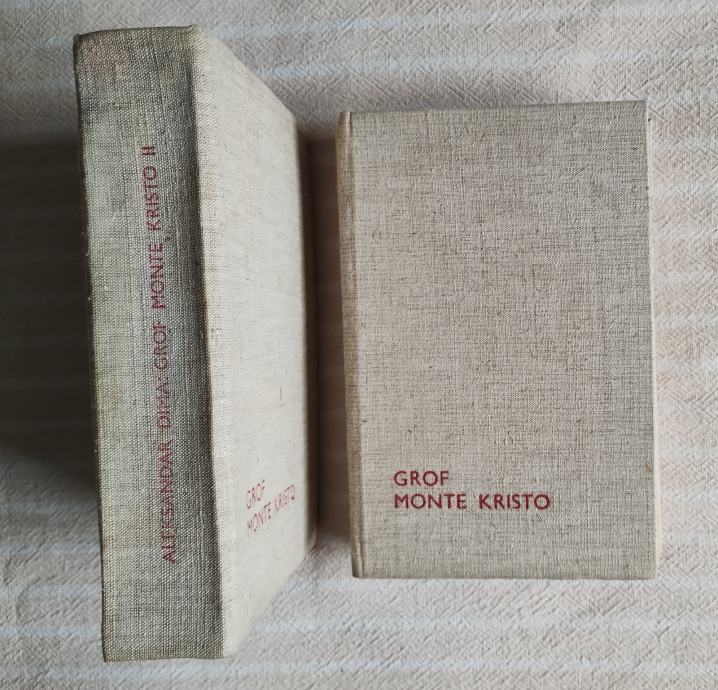 ALEKSANDAR DIMA: GROF MONTE KRISTO II
GROF
MONTE KRISTO
GROF
MONTE KRISTO